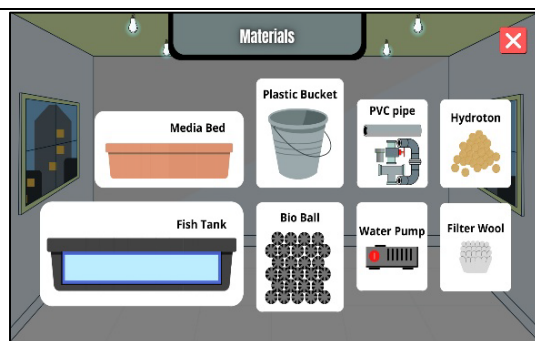 Materials
Media Bed
Plastic Bucket
PVC pipe
Hydroton
Fish Tank
Bio Ball
Water Pump
Filter Wool